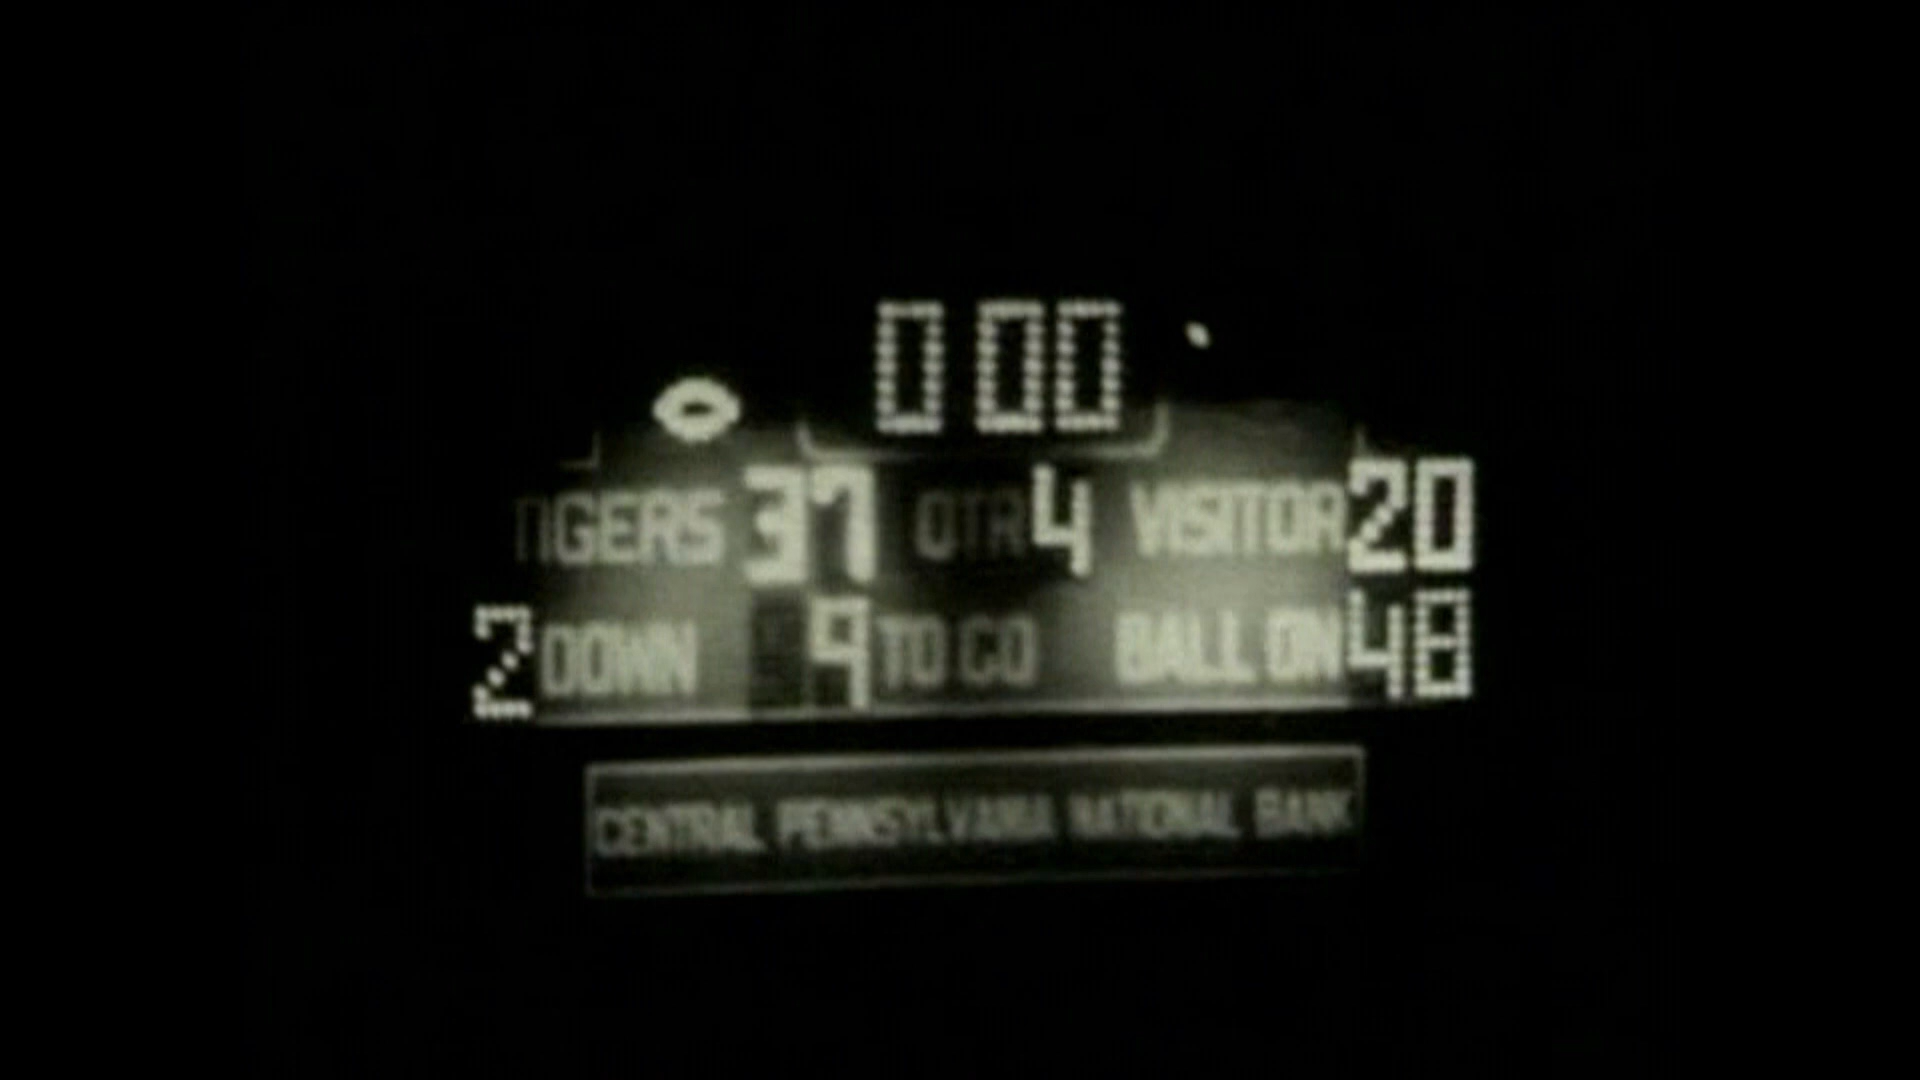 0 00
TIGERS 37 QTR 4 VISITOR 20
2 DOWN 9 TO GO BALL ON 48
CENTRAL PENNSYLVANIA NATIONAL BANK